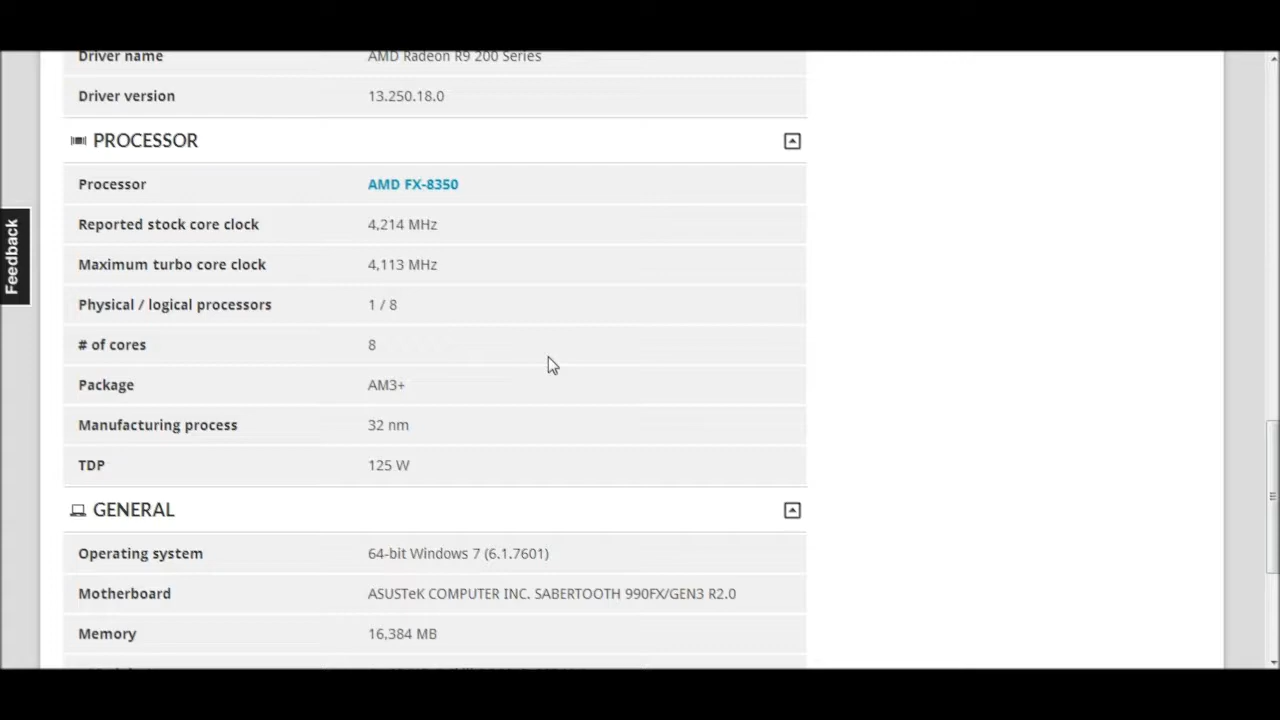 Driver name AMD Radeon R9 200 Series
Driver version 13.250.18.0
PROCESSOR
Processor AMD FX-8350
Reported stock core clock 4,214 MHz
Maximum turbo core clock 4,113 MHz
Physical / logical processors 1 / 8
# of cores 8
Package AM3+
Manufacturing process 32 nm
TDP 125 W
GENERAL
Operating system 64-bit Windows 7 (6.1.7601)
Motherboard ASUSTeK COMPUTER INC. SABERTOOTH 990FX/GEN3 R2.0
Memory 16,384 MB
Feedback